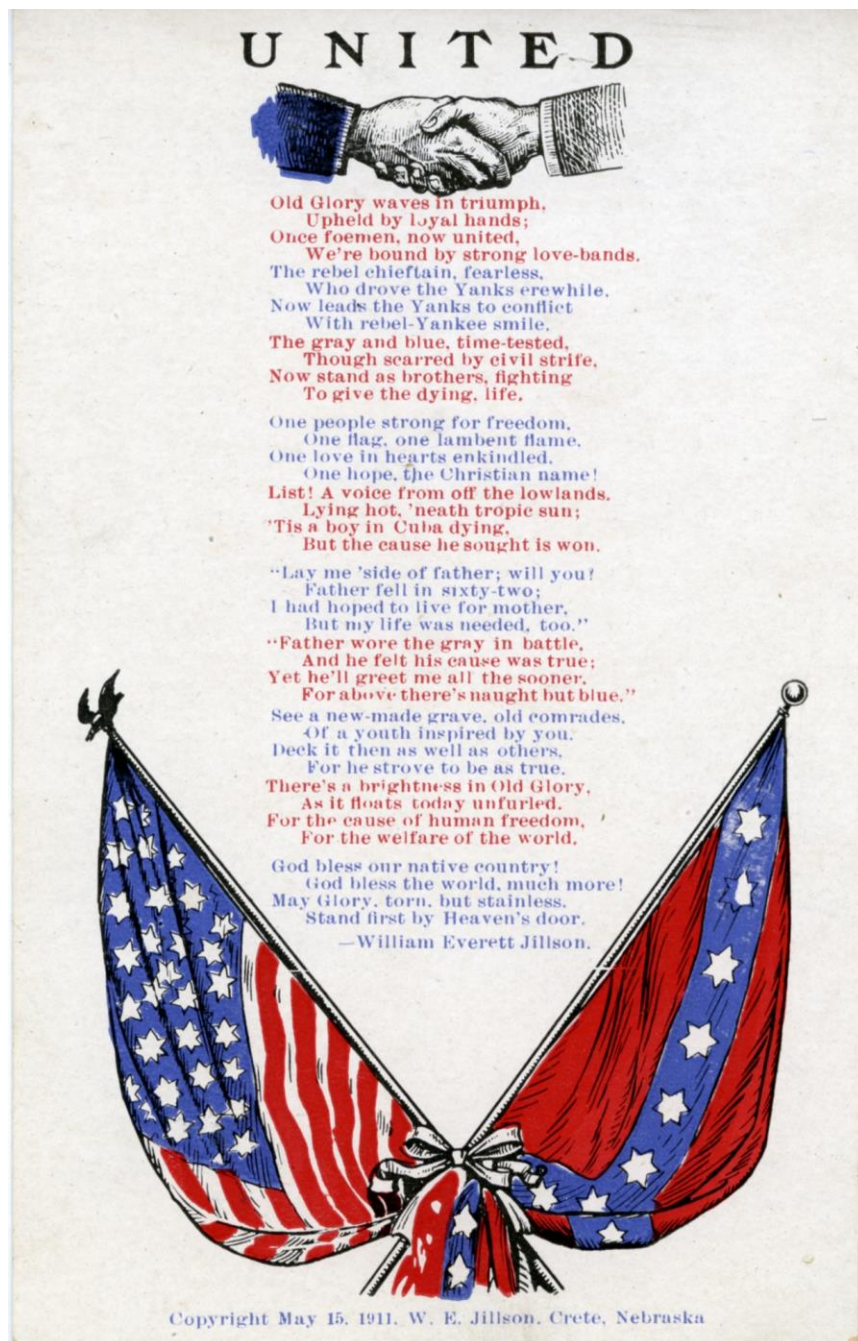 UNITED
Old Glory waves in triumph,
Upheld by loyal hands;
Once foemen, now united,
We're bound by strong love-bands.
The rebel chieftain, fearless,
Who drove the Yanks erewhile,
Now leads the Yanks to conflict
With rebel-Yankee smile.
The gray and blue, time-tested,
Though scarred by civil strife,
Now stand as brothers, fighting
To give the dying, life.
One people strong for freedom,
One flag, one lambent flame,
One love in hearts enkindled,
One hope, the Christian name!
List! A voice from off the lowlands,
Lying hot, 'neath tropic sun;
'Tis a boy in Cuba dying,
But the cause he sought is won.
"Lay me 'side of father; will you?
Father fell in sixty-two;
I had hoped to live for mother,
But my life was needed, too."
"Father wore the gray in battle,
And he felt his cause was true;
Yet he'll greet me all the sooner,
For above there's naught but blue."
See a new-made grave, old comrades,
Of a youth inspired by you.
Deck it then as well as others,
For he strove to be as true.
There's a brightness in Old Glory,
As it floats today unfurled.
For the cause of human freedom,
For the welfare of the world.
God bless our native country!
God bless the world, much more!
May Glory, torn, but stainless,
Stand first by Heaven's door.
—William Everett Jillson.
Copyright May 15, 1911, W. E. Jillson, Crete, Nebraska